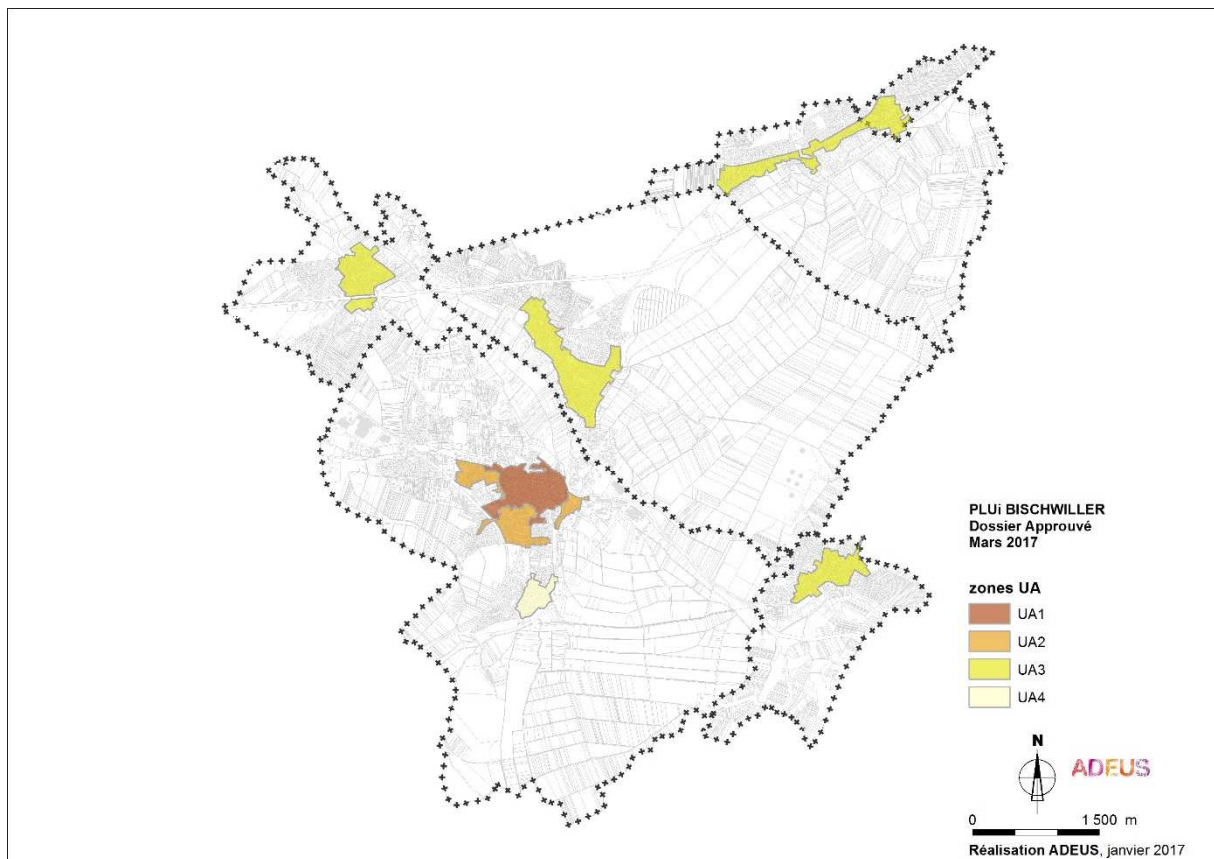 PLUi BISCHWILLER
Dossier Approuvé
Mars 2017
zones UA
UA1
UA2
UA3
UA4
N
ADEUS
0 1 500 m
Réalisation ADEUS, janvier 2017